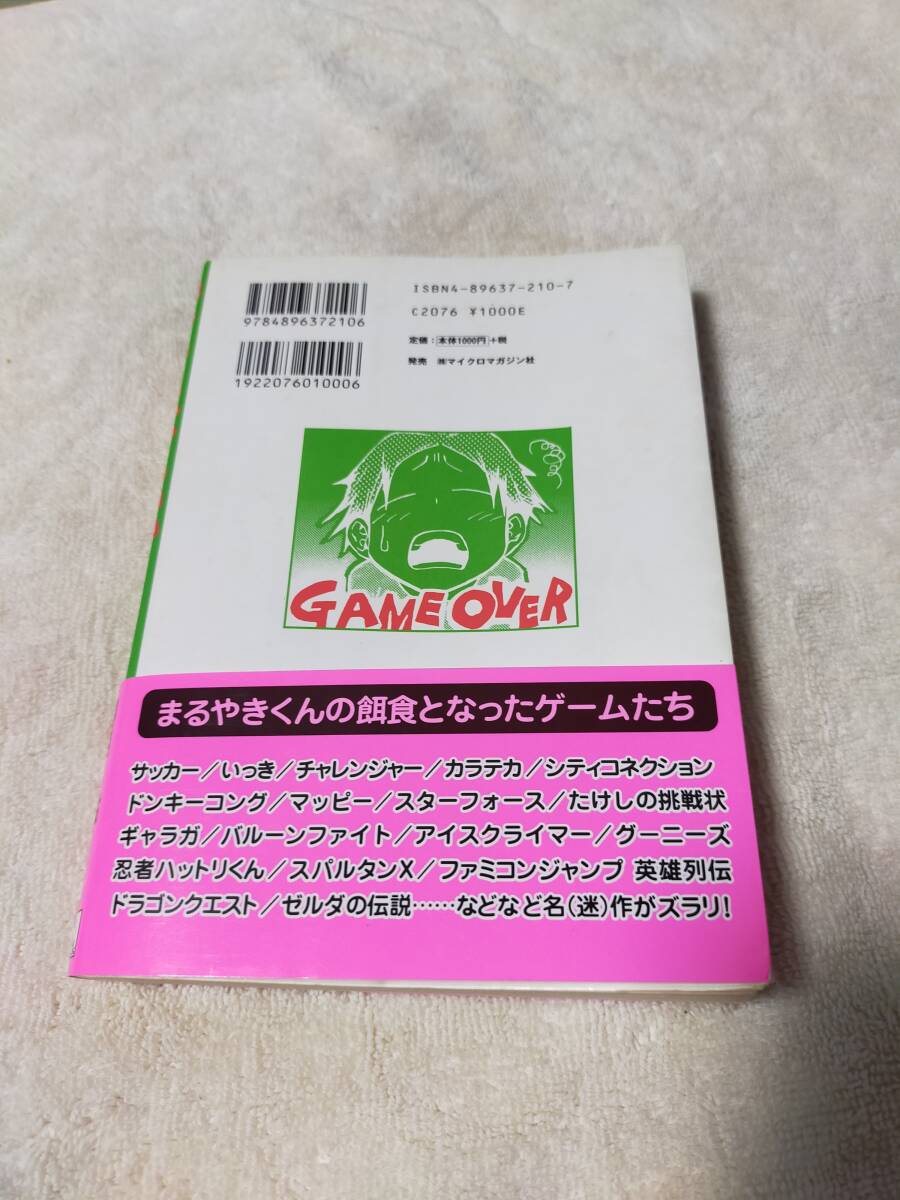 9784896372106
1922076010006
ISBN4-89637-210-7
C2076 ¥1000E
定価：本体1000円+税
発売 ㈱マイクロマガジン社
GAME OVER
まるやきくんの餌食となったゲームたち
サッカー／いっき／チャレンジャー／カラテカ／シティコネクション
ドンキーコング／マッピー／スターフォース／たけしの挑戦状
ギャラガ／バルーンファイト／アイスクライマー／グーニーズ
忍者ハットリくん／スパルタンX／ファミコンジャンプ 英雄列伝
ドラゴンクエスト／ゼルダの伝説……などなど名（迷）作がズラリ！